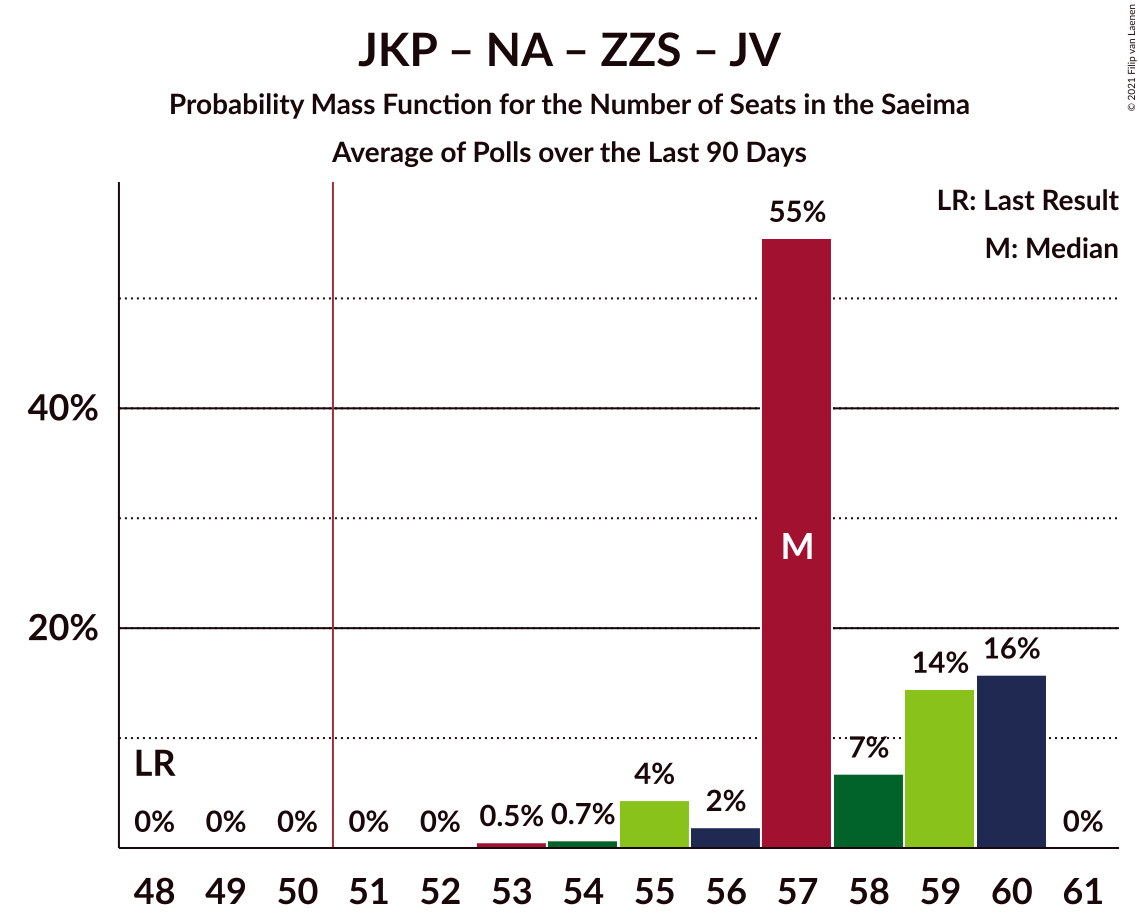 JKP – NA – ZZS – JV
Probability Mass Function for the Number of Seats in the Saeima
Average of Polls over the Last 90 Days
© 2021 Filip van Laenen
LR: Last Result
M: Median
55%
40%
M
20%
16%
14%
7%
LR
4%
2%
0% 0% 0% 0% 0% 0.5% 0.7% 0%
48 49 50 51 52 53 54 55 56 57 58 59 60 61